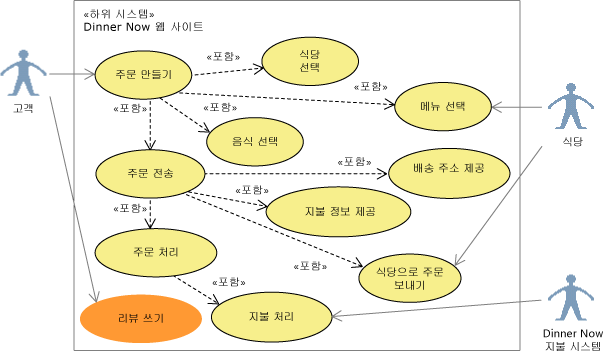 «하위 시스템»
Dinner Now 웹 사이트
«포함»
식당
선택
주문 만들기
고객
«포함»
«포함»
메뉴 선택
음식 선택
식당
«포함»
배송 주소 제공
주문 전송
«포함»
«포함»
지불 정보 제공
주문 처리
«포함»
식당으로 주문
보내기
«포함»
리뷰 쓰기
지불 처리
Dinner Now
지불 시스템